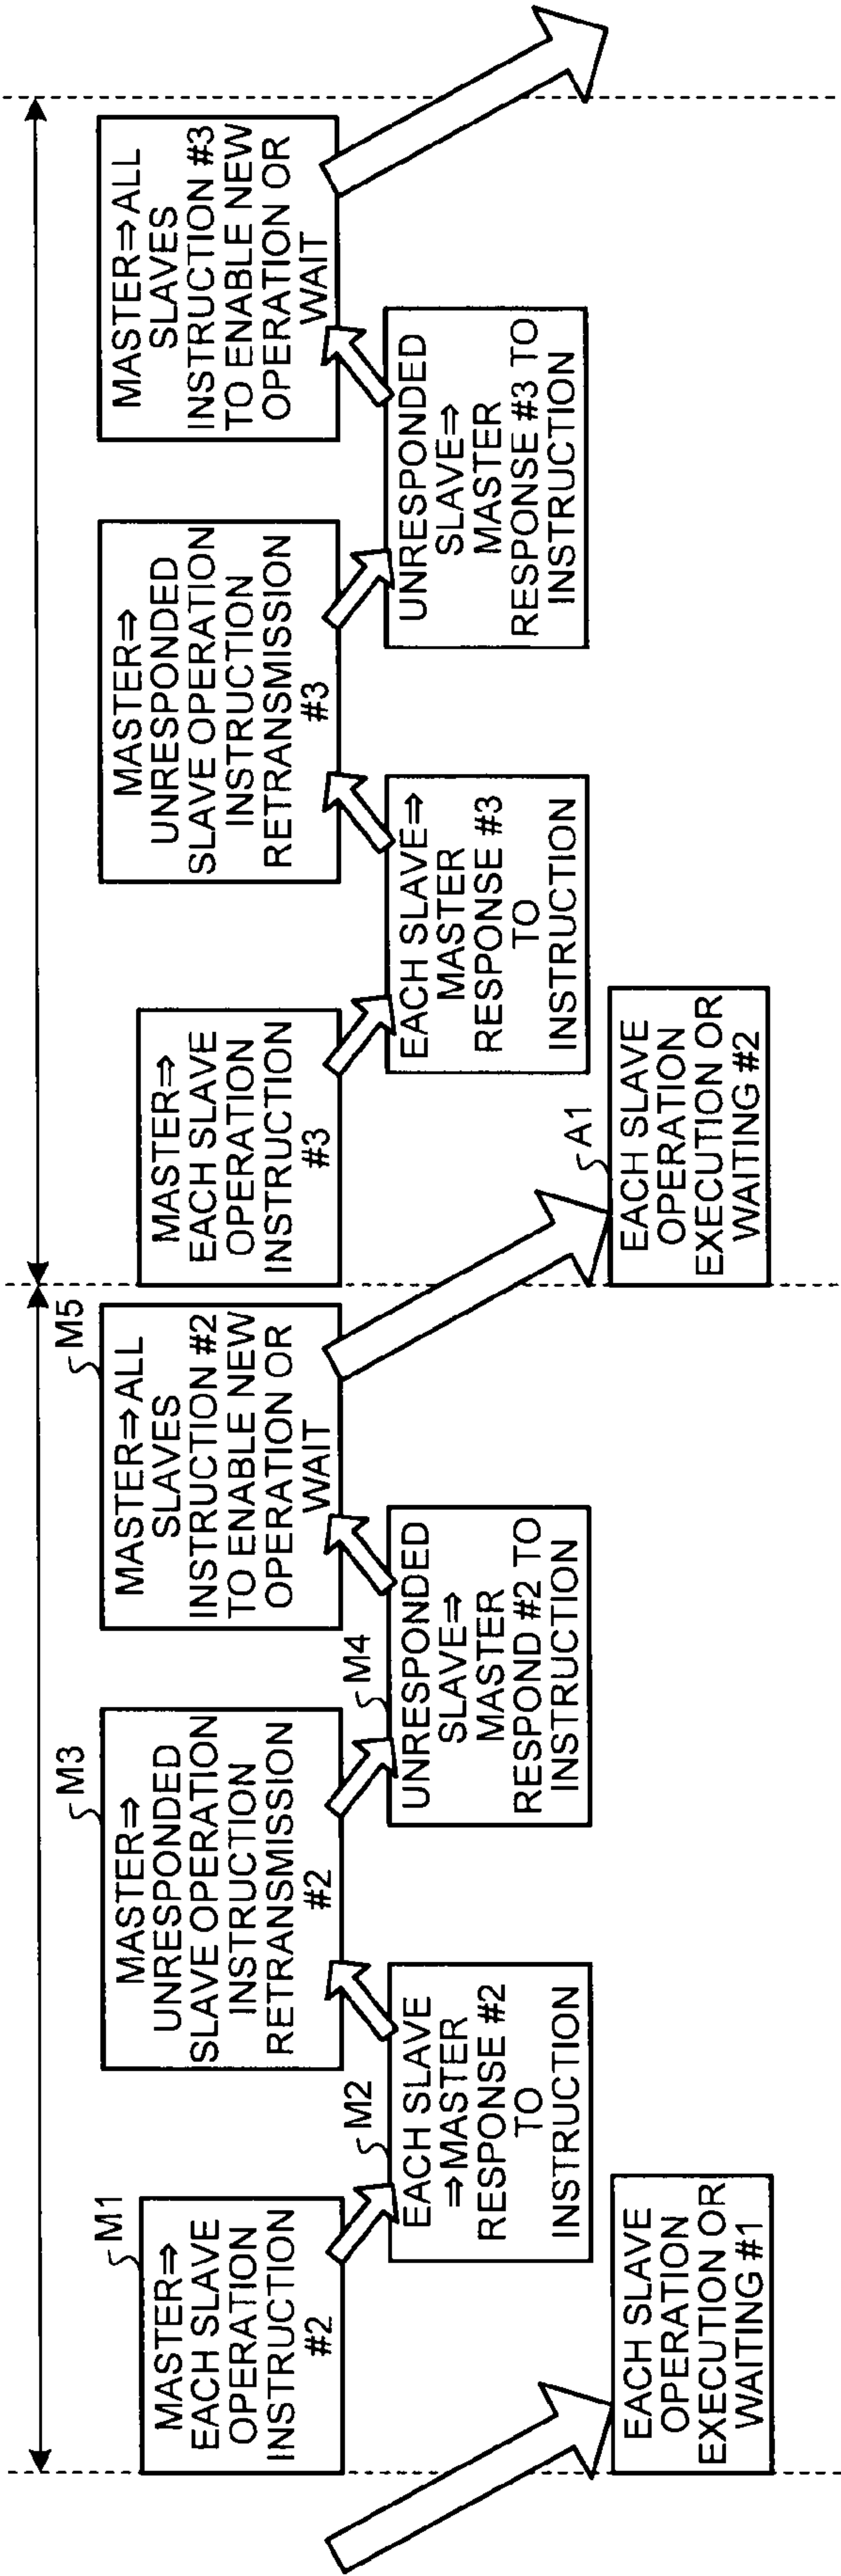 M1
MASTER⇒
EACH SLAVE
OPERATION
INSTRUCTION
#2
M2
EACH SLAVE
⇒MASTER
RESPONSE #2
TO
INSTRUCTION
EACH SLAVE
OPERATION
EXECUTION OR
WAITING #1
M3
MASTER⇒
UNRESPONDED
SLAVE OPERATION
INSTRUCTION
RETRANSMISSION
#2
M4
UNRESPONDED
SLAVE⇒
MASTER
RESPOND #2 TO
INSTRUCTION
M5
MASTER⇒ALL
SLAVES
INSTRUCTION #2
TO ENABLE NEW
OPERATION OR
WAIT
A1
EACH SLAVE
OPERATION
EXECUTION OR
WAITING #2
MASTER⇒
EACH SLAVE
OPERATION
INSTRUCTION
#3
EACH SLAVE⇒
MASTER
RESPONSE #3
TO
INSTRUCTION
MASTER⇒
UNRESPONDED
SLAVE OPERATION
INSTRUCTION
RETRANSMISSION
#3
UNRESPONDED
SLAVE⇒
MASTER
RESPONSE #3 TO
INSTRUCTION
MASTER⇒ALL
SLAVES
INSTRUCTION #3
TO ENABLE NEW
OPERATION OR
WAIT